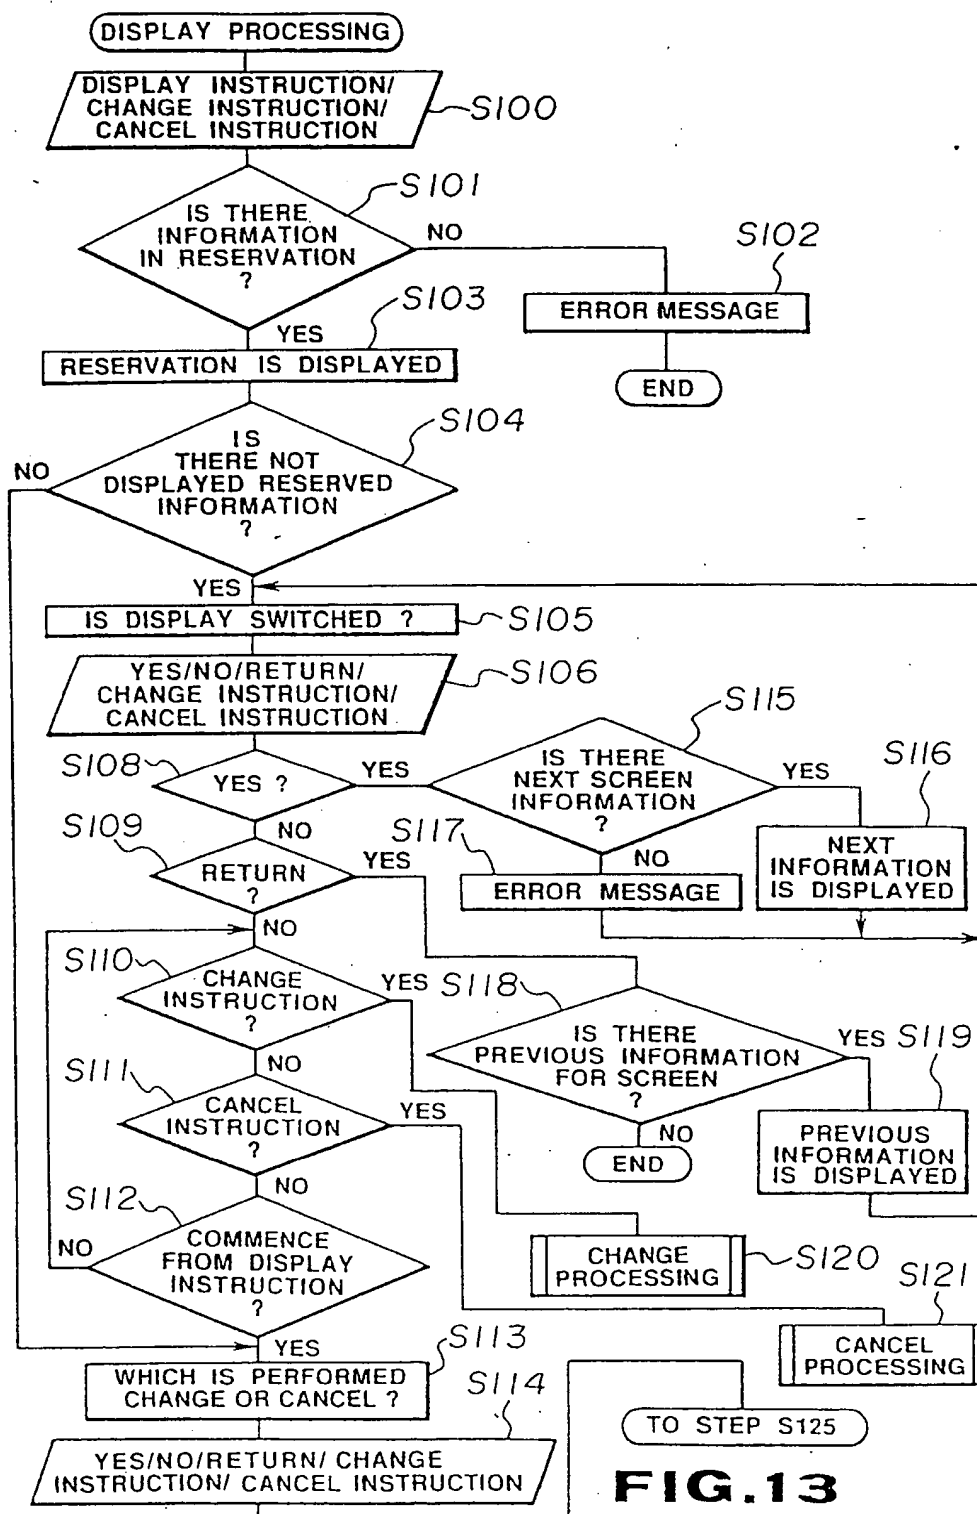 DISPLAY PROCESSING
DISPLAY INSTRUCTION/
CHANGE INSTRUCTION/
CANCEL INSTRUCTION
S100
S101
IS THERE
INFORMATION
IN RESERVATION
?
NO
S102
ERROR MESSAGE
END
YES
S103
RESERVATION IS DISPLAYED
S104
IS
THERE NOT
DISPLAYED RESERVED
INFORMATION
?
NO
YES
IS DISPLAY SWITCHED ?
S105
YES/NO/RETURN/
CHANGE INSTRUCTION/
CANCEL INSTRUCTION
S106
S108
YES ?
YES
S115
IS THERE
NEXT SCREEN
INFORMATION
?
YES
S116
NEXT
INFORMATION
IS DISPLAYED
NO
S117
ERROR MESSAGE
NO
S109
RETURN
?
YES
NO
S110
CHANGE
INSTRUCTION
?
YES
S118
IS THERE
PREVIOUS INFORMATION
FOR SCREEN
?
YES
S119
PREVIOUS
INFORMATION
IS DISPLAYED
NO
END
NO
S111
CANCEL
INSTRUCTION
?
YES
NO
S112
COMMENCE
FROM DISPLAY
INSTRUCTION
?
NO
YES
CHANGE
PROCESSING
S120
S121
CANCEL
PROCESSING
S113
WHICH IS PERFORMED
CHANGE OR CANCEL ?
S114
YES/NO/RETURN/ CHANGE
INSTRUCTION/ CANCEL INSTRUCTION
TO STEP S125
FIG.13